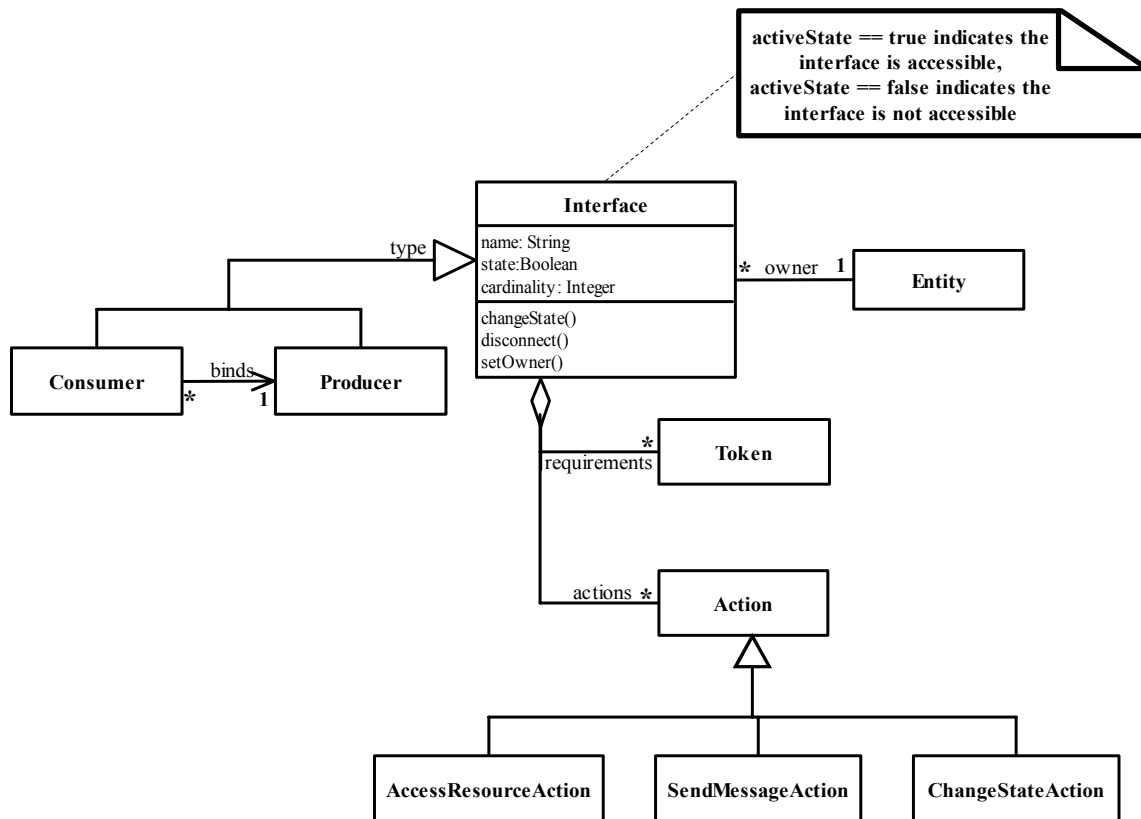 activeState == true indicates the
interface is accessible,
activeState == false indicates the
interface is not accessible
Interface
name: String
state:Boolean
cardinality: Integer
changeState()
disconnect()
setOwner()
type
* owner 1
Entity
Consumer
binds
* 1
Producer
*
requirements
Token
actions *
Action
AccessResourceAction
SendMessageAction
ChangeStateAction